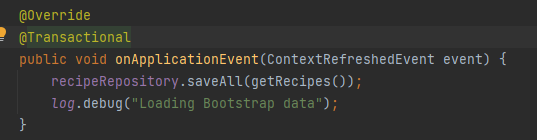 @Override
@Transactional
public void onApplicationEvent(ContextRefreshedEvent event) {
    recipeRepository.saveAll(getRecipes());
    log.debug("Loading Bootstrap data");
}